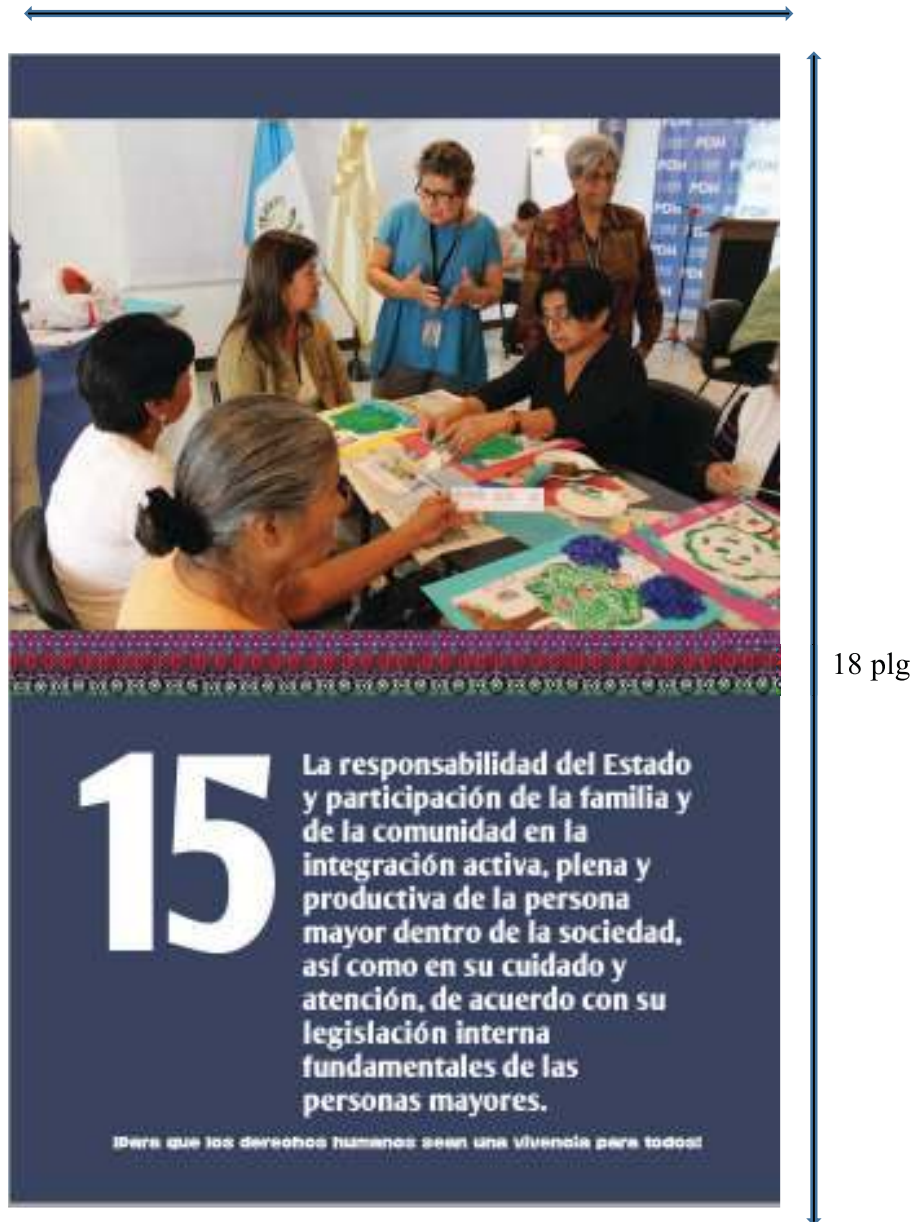 PDH
18 plg
15
La responsabilidad del Estado
y participación de la familia y
de la comunidad en la
integración activa, plena y
productiva de la persona
mayor dentro de la sociedad,
así como en su cuidado y
atención, de acuerdo con su
legislación interna
fundamentales de las
personas mayores.
¡Para que los derechos humanos sean una vivencia para todos!